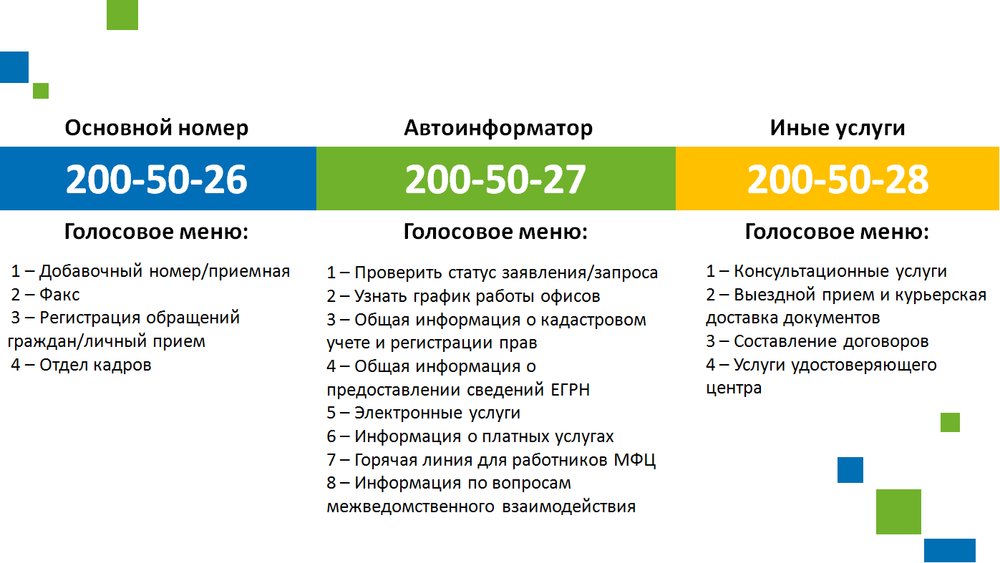 Основной номер
200-50-26
Голосовое меню:
1 – Добавочный номер/приемная
2 – Факс
3 – Регистрация обращений
граждан/личный прием
4 – Отдел кадров
Автоинформатор
200-50-27
Голосовое меню:
1 – Проверить статус заявления/запроса
2 – Узнать график работы офисов
3 – Общая информация о кадастровом
учете и регистрации прав
4 – Общая информация о
предоставлении сведений ЕГРН
5 – Электронные услуги
6 – Информация о платных услугах
7 – Горячая линия для работников МФЦ
8 – Информация по вопросам
межведомственного взаимодействия
Иные услуги
200-50-28
Голосовое меню:
1 – Консультационные услуги
2 – Выездной прием и курьерская
доставка документов
3 – Составление договоров
4 – Услуги удостоверяющего
центра